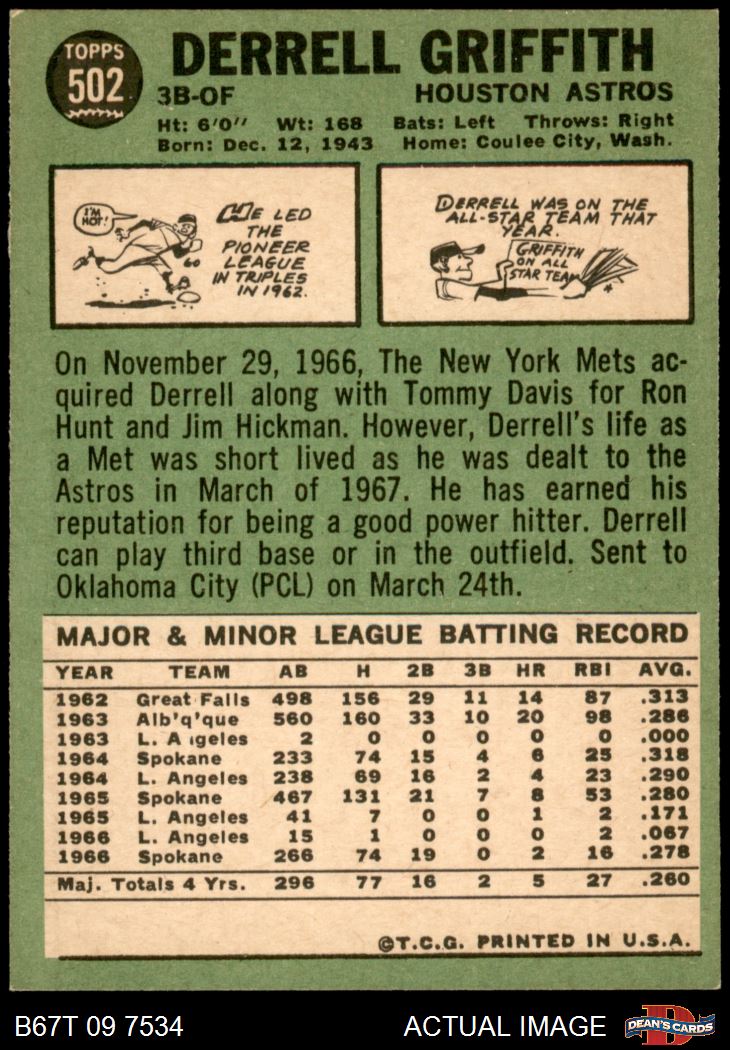 TOPPS
502
DERRELL GRIFFITH
3B-OF HOUSTON ASTROS
Ht: 6'0" Wt: 168 Bats: Left Throws: Right
Born: Dec. 12, 1943 Home: Coulee City, Wash.
I'M HOT!
GO
HE LED
THE
PIONEER
LEAGUE
IN TRIPLES
IN 1962.
DERRELL WAS ON THE
ALL-STAR TEAM THAT
YEAR.
GRIFFITH
ON ALL
STAR TEAM
On November 29, 1966, The New York Mets ac-
quired Derrell along with Tommy Davis for Ron
Hunt and Jim Hickman. However, Derrell's life as
a Met was short lived as he was dealt to the
Astros in March of 1967. He has earned his
reputation for being a good power hitter. Derrell
can play third base or in the outfield. Sent to
Oklahoma City (PCL) on March 24th.
MAJOR & MINOR LEAGUE BATTING RECORD
YEAR TEAM AB H 2B 3B HR RBI AVG.
1962 Great Falls 498 156 29 11 14 87 .313
1963 Alb'q'que 560 160 33 10 20 98 .286
1963 L. A igeles 2 0 0 0 0 0 .000
1964 Spokane 233 74 15 4 6 25 .318
1964 L. Angeles 238 69 16 2 4 23 .290
1965 Spokane 467 131 21 7 8 53 .280
1965 L. Angeles 41 7 0 0 1 2 .171
1966 L. Angeles 15 1 0 0 0 2 .067
1966 Spokane 266 74 19 0 2 16 .278
Maj. Totals 4 Yrs. 296 77 16 2 5 27 .260
©T.C.G. PRINTED IN U.S.A.
B67T 09 7534 ACTUAL IMAGE
D
DEAN'S CARDS